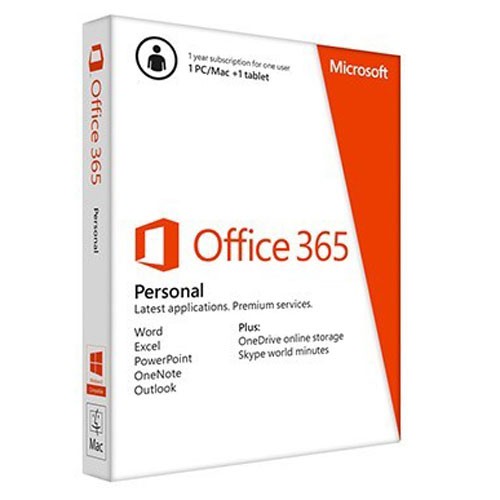 1 year subscription for one user
1 PC/Mac +1 tablet
Microsoft
Office 365
Personal
Latest applications. Premium services.
Word
Excel
PowerPoint
OneNote
Outlook
Plus:
OneDrive online storage
Skype world minutes
Office 365
Personal
Mac